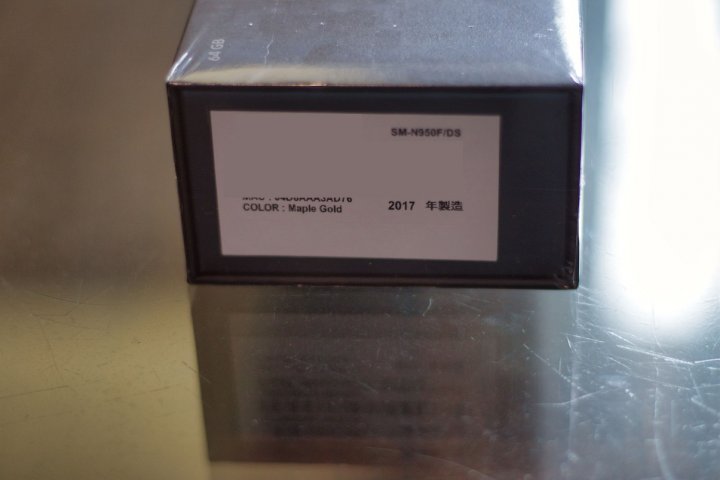 64 GB
SM-N950F/DS
COLOR : Maple Gold
2017 年製造